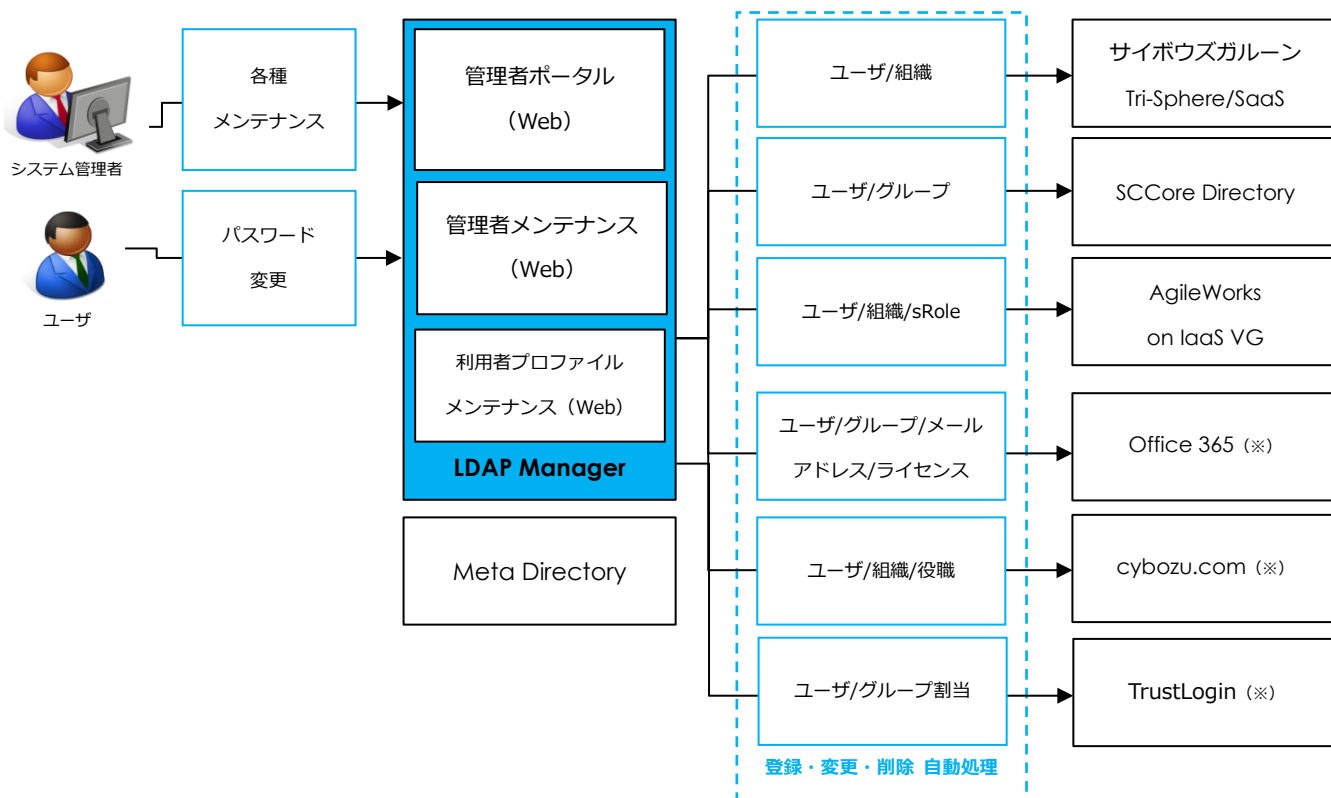 システム管理者
各種
メンテナンス
ユーザ
パスワード
変更
管理者ポータル
（Web）
管理者メンテナンス
（Web）
利用者プロファイル
メンテナンス（Web）
LDAP Manager
Meta Directory
ユーザ/組織
サイボウズガルーン
Tri-Sphere/SaaS
ユーザ/グループ
SCCore Directory
ユーザ/組織/sRole
AgileWorks
on IaaS VG
ユーザ/グループ/メール
アドレス/ライセンス
Office 365（※）
ユーザ/組織/役職
cybozu.com（※）
ユーザ/グループ割当
TrustLogin（※）
登録・変更・削除 自動処理